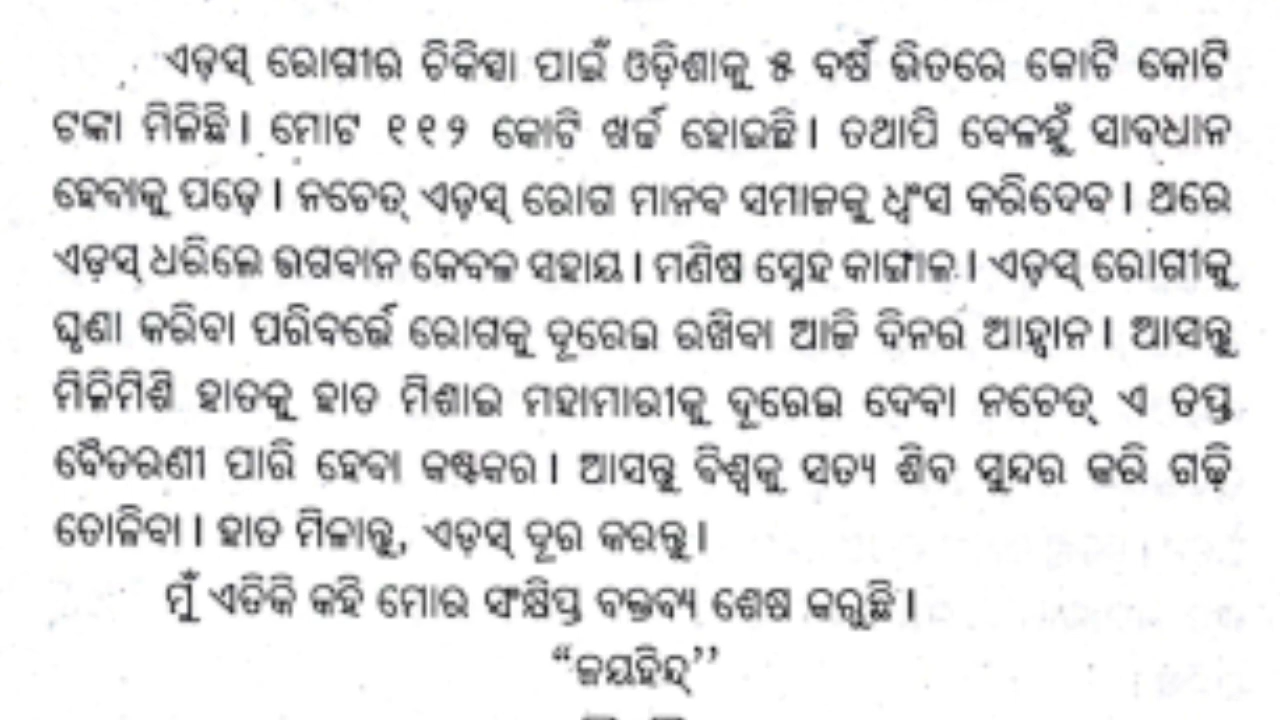 ଏଡ଼ସ୍ ରୋଗୀର ଚିକିତ୍ସା ପାଇଁ ଓଡ଼ିଶାକୁ ୫ ବର୍ଷ ଭିତରେ କୋଟି କୋଟି
ଟଙ୍କା ମିଳିଛି। ମୋଟ ୧୧୨ କୋଟି ଖର୍ଚ୍ଚ ହୋଇଛି। ତଥାପି ବେଳହୁଁ ସାବଧାନ
ହେବାକୁ ପଡ଼େ। ନଚେତ୍ ଏଡ଼ସ୍ ରୋଗ ମାନବ ସମାଜକୁ ଧ୍ୱଂସ କରିଦେବ। ଥରେ
ଏଡ଼ସ୍ ଧରିଲେ ଭଗବାନ କେବଳ ସହାୟ। ମଣିଷ ସ୍ନେହ କାଙ୍ଗାଳ। ଏଡ଼ସ୍ ରୋଗୀକୁ
ଘୃଣା କରିବା ପରିବର୍ତ୍ତେ ରୋଗକୁ ଦୂରେଇ ରଖିବା ଆଜି ଦିନର ଆହ୍ୱାନ। ଆସନ୍ତୁ
ମିଳିମିଶି ହାତକୁ ହାତ ମିଶାଇ ମହାମାରୀକୁ ଦୂରେଇ ଦେବା ନଚେତ୍ ଏ ତପ୍ତ
ବୈତରଣୀ ପାରି ହେବା କଷ୍ଟକର। ଆସନ୍ତୁ ବିଶ୍ୱକୁ ସତ୍ୟ ଶିବ ସୁନ୍ଦର କରି ଗଢ଼ି
ତୋଳିବା। ହାତ ମିଳାନ୍ତୁ, ଏଡ଼ସ୍ ଦୂର କରନ୍ତୁ।
ମୁଁ ଏତିକି କହି ମୋର ସଂକ୍ଷିପ୍ତ ବକ୍ତବ୍ୟ ଶେଷ କରୁଛି।
“ଜୟହିନ୍ଦ୍’’